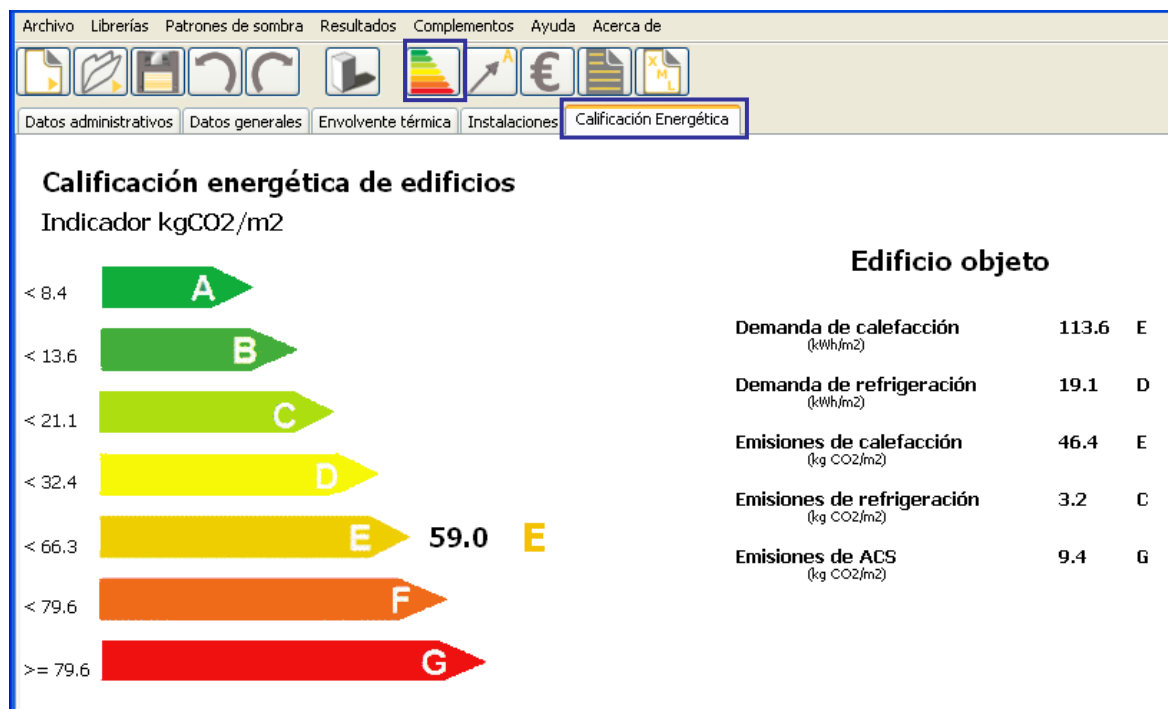 Archivo Librerías Patrones de sombra Resultados Complementos Ayuda Acerca de
A € X M L
Datos administrativos Datos generales Envolvente térmica Instalaciones Calificación Energética
Calificación energética de edificios
Indicador kgCO2/m2
Edificio objeto
< 8.4 A
< 13.6 B
< 21.1 C
< 32.4 D
< 66.3 E 59.0 E
< 79.6 F
>= 79.6 G
Demanda de calefacción 113.6 E
(kWh/m2)
Demanda de refrigeración 19.1 D
(kWh/m2)
Emisiones de calefacción 46.4 E
(kg CO2/m2)
Emisiones de refrigeración 3.2 C
(kg CO2/m2)
Emisiones de ACS 9.4 G
(kg CO2/m2)